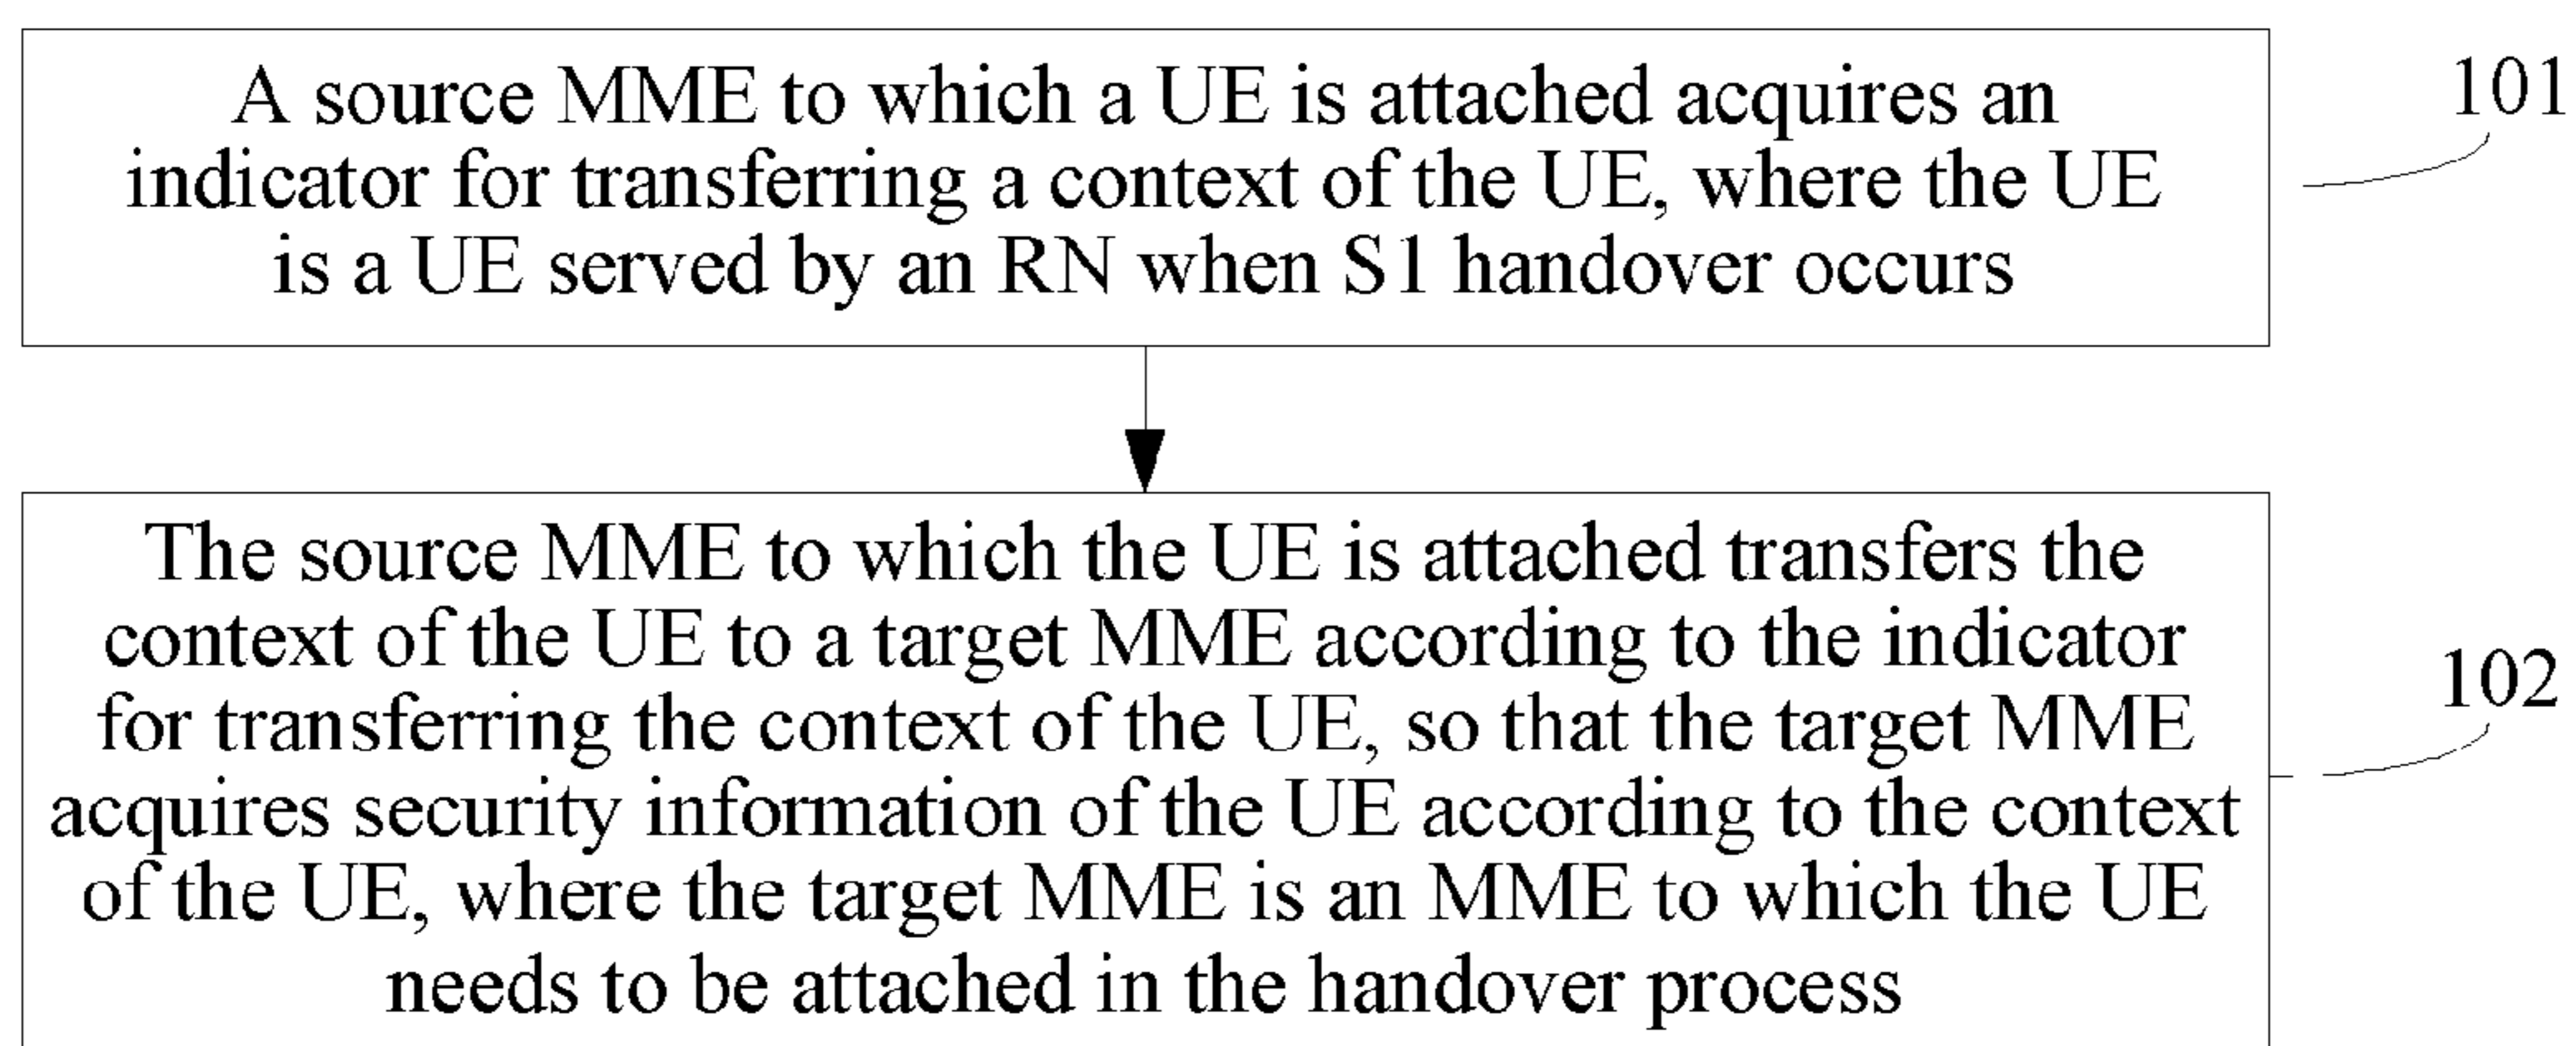 A source MME to which a UE is attached acquires an
indicator for transferring a context of the UE, where the UE
is a UE served by an RN when S1 handover occurs
101
The source MME to which the UE is attached transfers the
context of the UE to a target MME according to the indicator
for transferring the context of the UE, so that the target MME
acquires security information of the UE according to the context
of the UE, where the target MME is an MME to which the UE
needs to be attached in the handover process
102